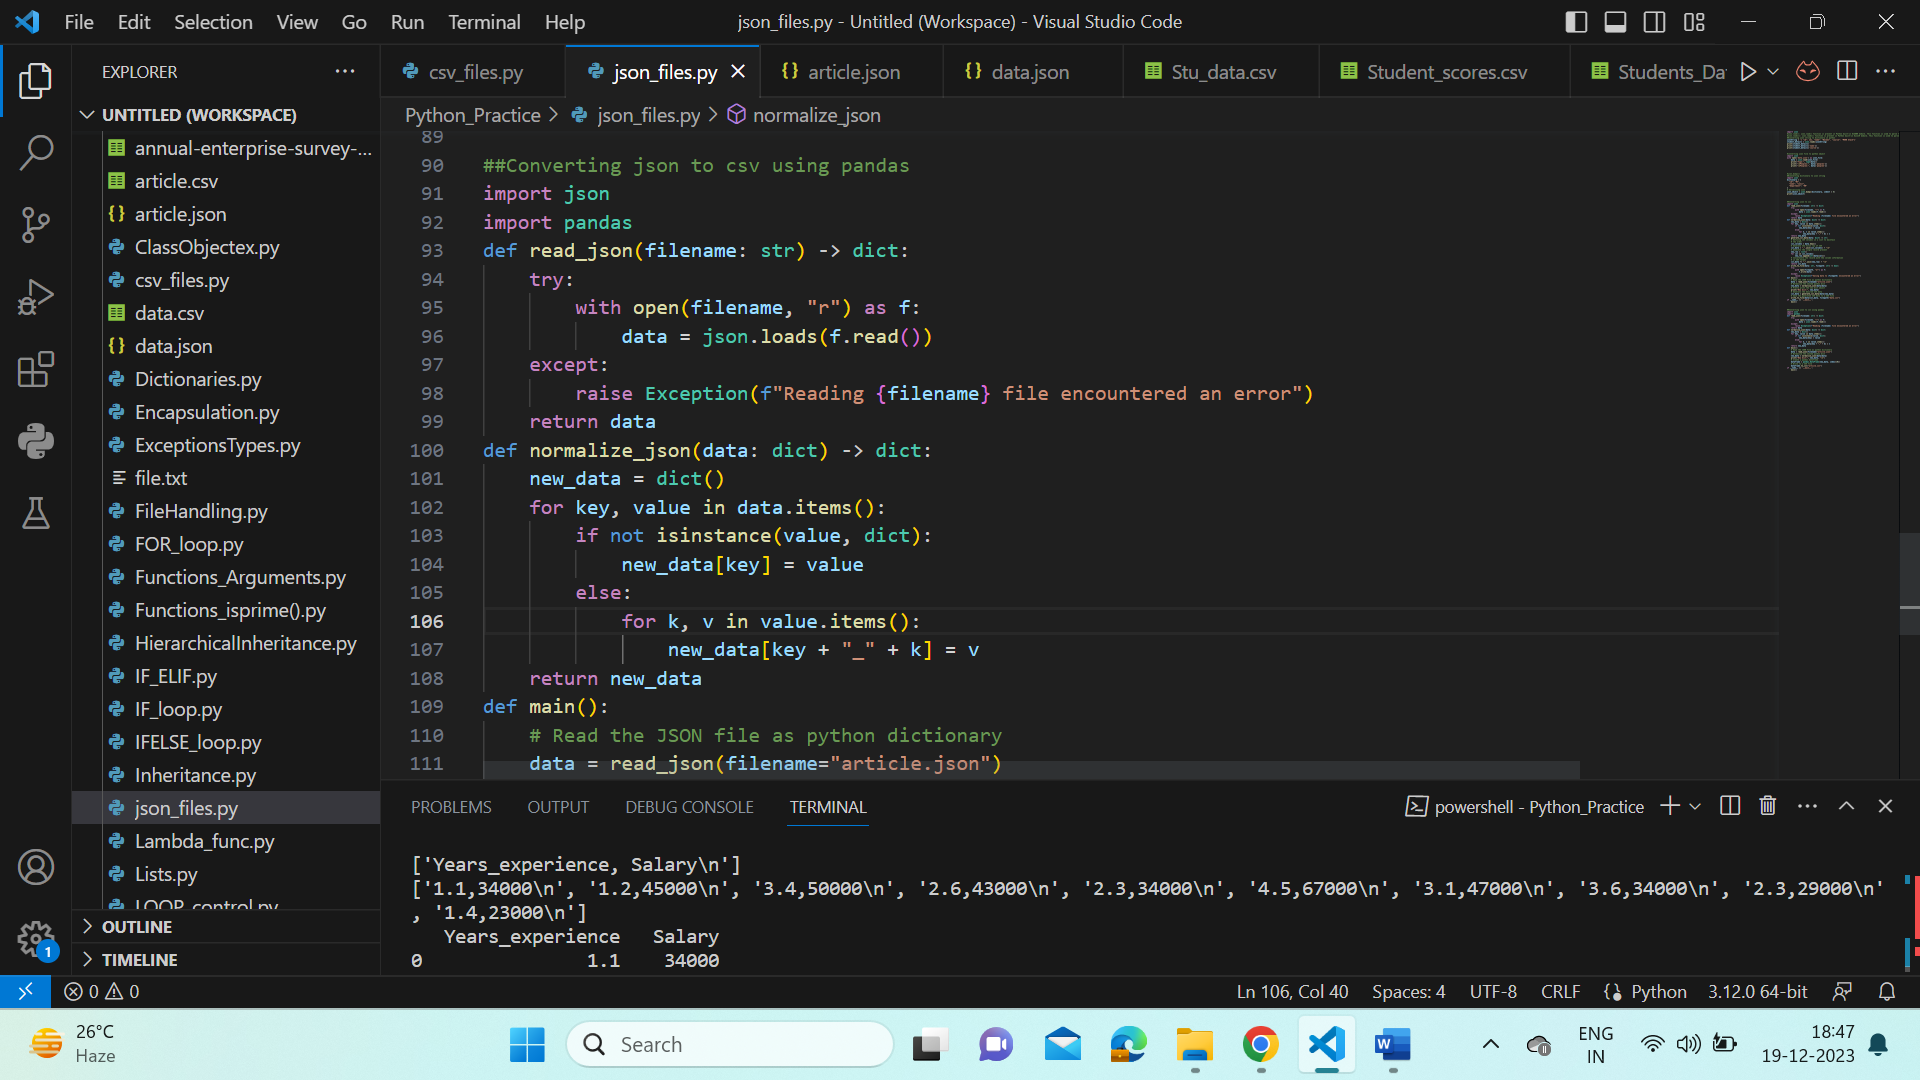 File Edit Selection View Go Run Terminal Help
json_files.py - Untitled (Workspace) - Visual Studio Code
EXPLORER
UNTITLED (WORKSPACE)
annual-enterprise-survey-...
article.csv
article.json
ClassObjectex.py
csv_files.py
data.csv
data.json
Dictionaries.py
Encapsulation.py
ExceptionsTypes.py
file.txt
FileHandling.py
FOR_loop.py
Functions_Arguments.py
Functions_isprime().py
HierarchicalInheritance.py
IF_ELIF.py
IF_loop.py
IFELSE_loop.py
Inheritance.py
json_files.py
Lambda_func.py
Lists.py
LOOP_control.py
OUTLINE
TIMELINE
csv_files.py json_files.py article.json data.json Stu_data.csv Student_scores.csv Students_Da
Python_Practice > json_files.py > normalize_json
89
90 ##Converting json to csv using pandas
91 import json
92 import pandas
93 def read_json(filename: str) -> dict:
94     try:
95         with open(filename, "r") as f:
96             data = json.loads(f.read())
97     except:
98         raise Exception(f"Reading {filename} file encountered an error")
99     return data
100 def normalize_json(data: dict) -> dict:
101     new_data = dict()
102     for key, value in data.items():
103         if not isinstance(value, dict):
104             new_data[key] = value
105         else:
106             for k, v in value.items():
107                 new_data[key + "_" + k] = v
108     return new_data
109 def main():
110     # Read the JSON file as python dictionary
111     data = read_json(filename="article.json")
PROBLEMS OUTPUT DEBUG CONSOLE TERMINAL
powershell - Python_Practice
['Years_experience, Salary\n']
['1.1,34000\n', '1.2,45000\n', '3.4,50000\n', '2.6,43000\n', '2.3,34000\n', '4.5,67000\n', '3.1,47000\n', '3.6,34000\n', '2.3,29000\n'
, '1.4,23000\n']
Years_experience Salary
0 1.1 34000
1
0 0
Ln 106, Col 40 Spaces: 4 UTF-8 CRLF Python 3.12.0 64-bit
26°C
Haze
Search
ENG
IN
18:47
19-12-2023